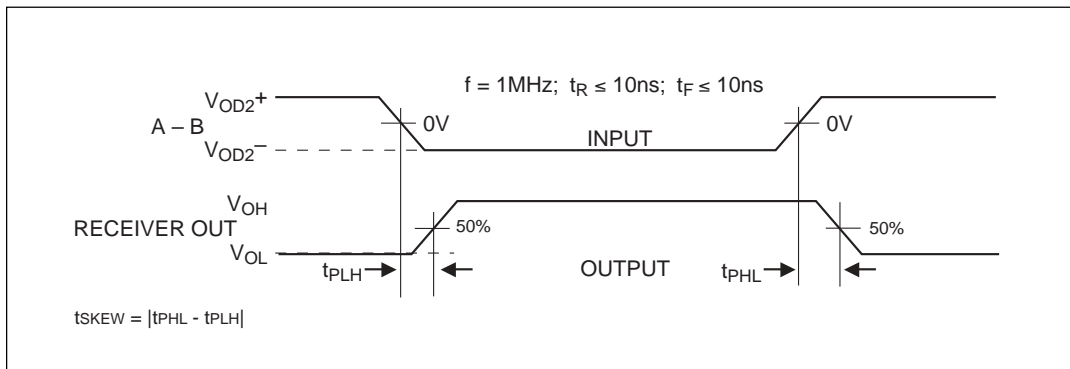 f = 1MHz; tR ≤ 10ns; tF ≤ 10ns
VOD2+
A – B
0V
0V
INPUT
VOD2–
VOH
RECEIVER OUT
50%
50%
VOL
tPLH
OUTPUT
tPHL
tSKEW = |tPHL - tPLH|